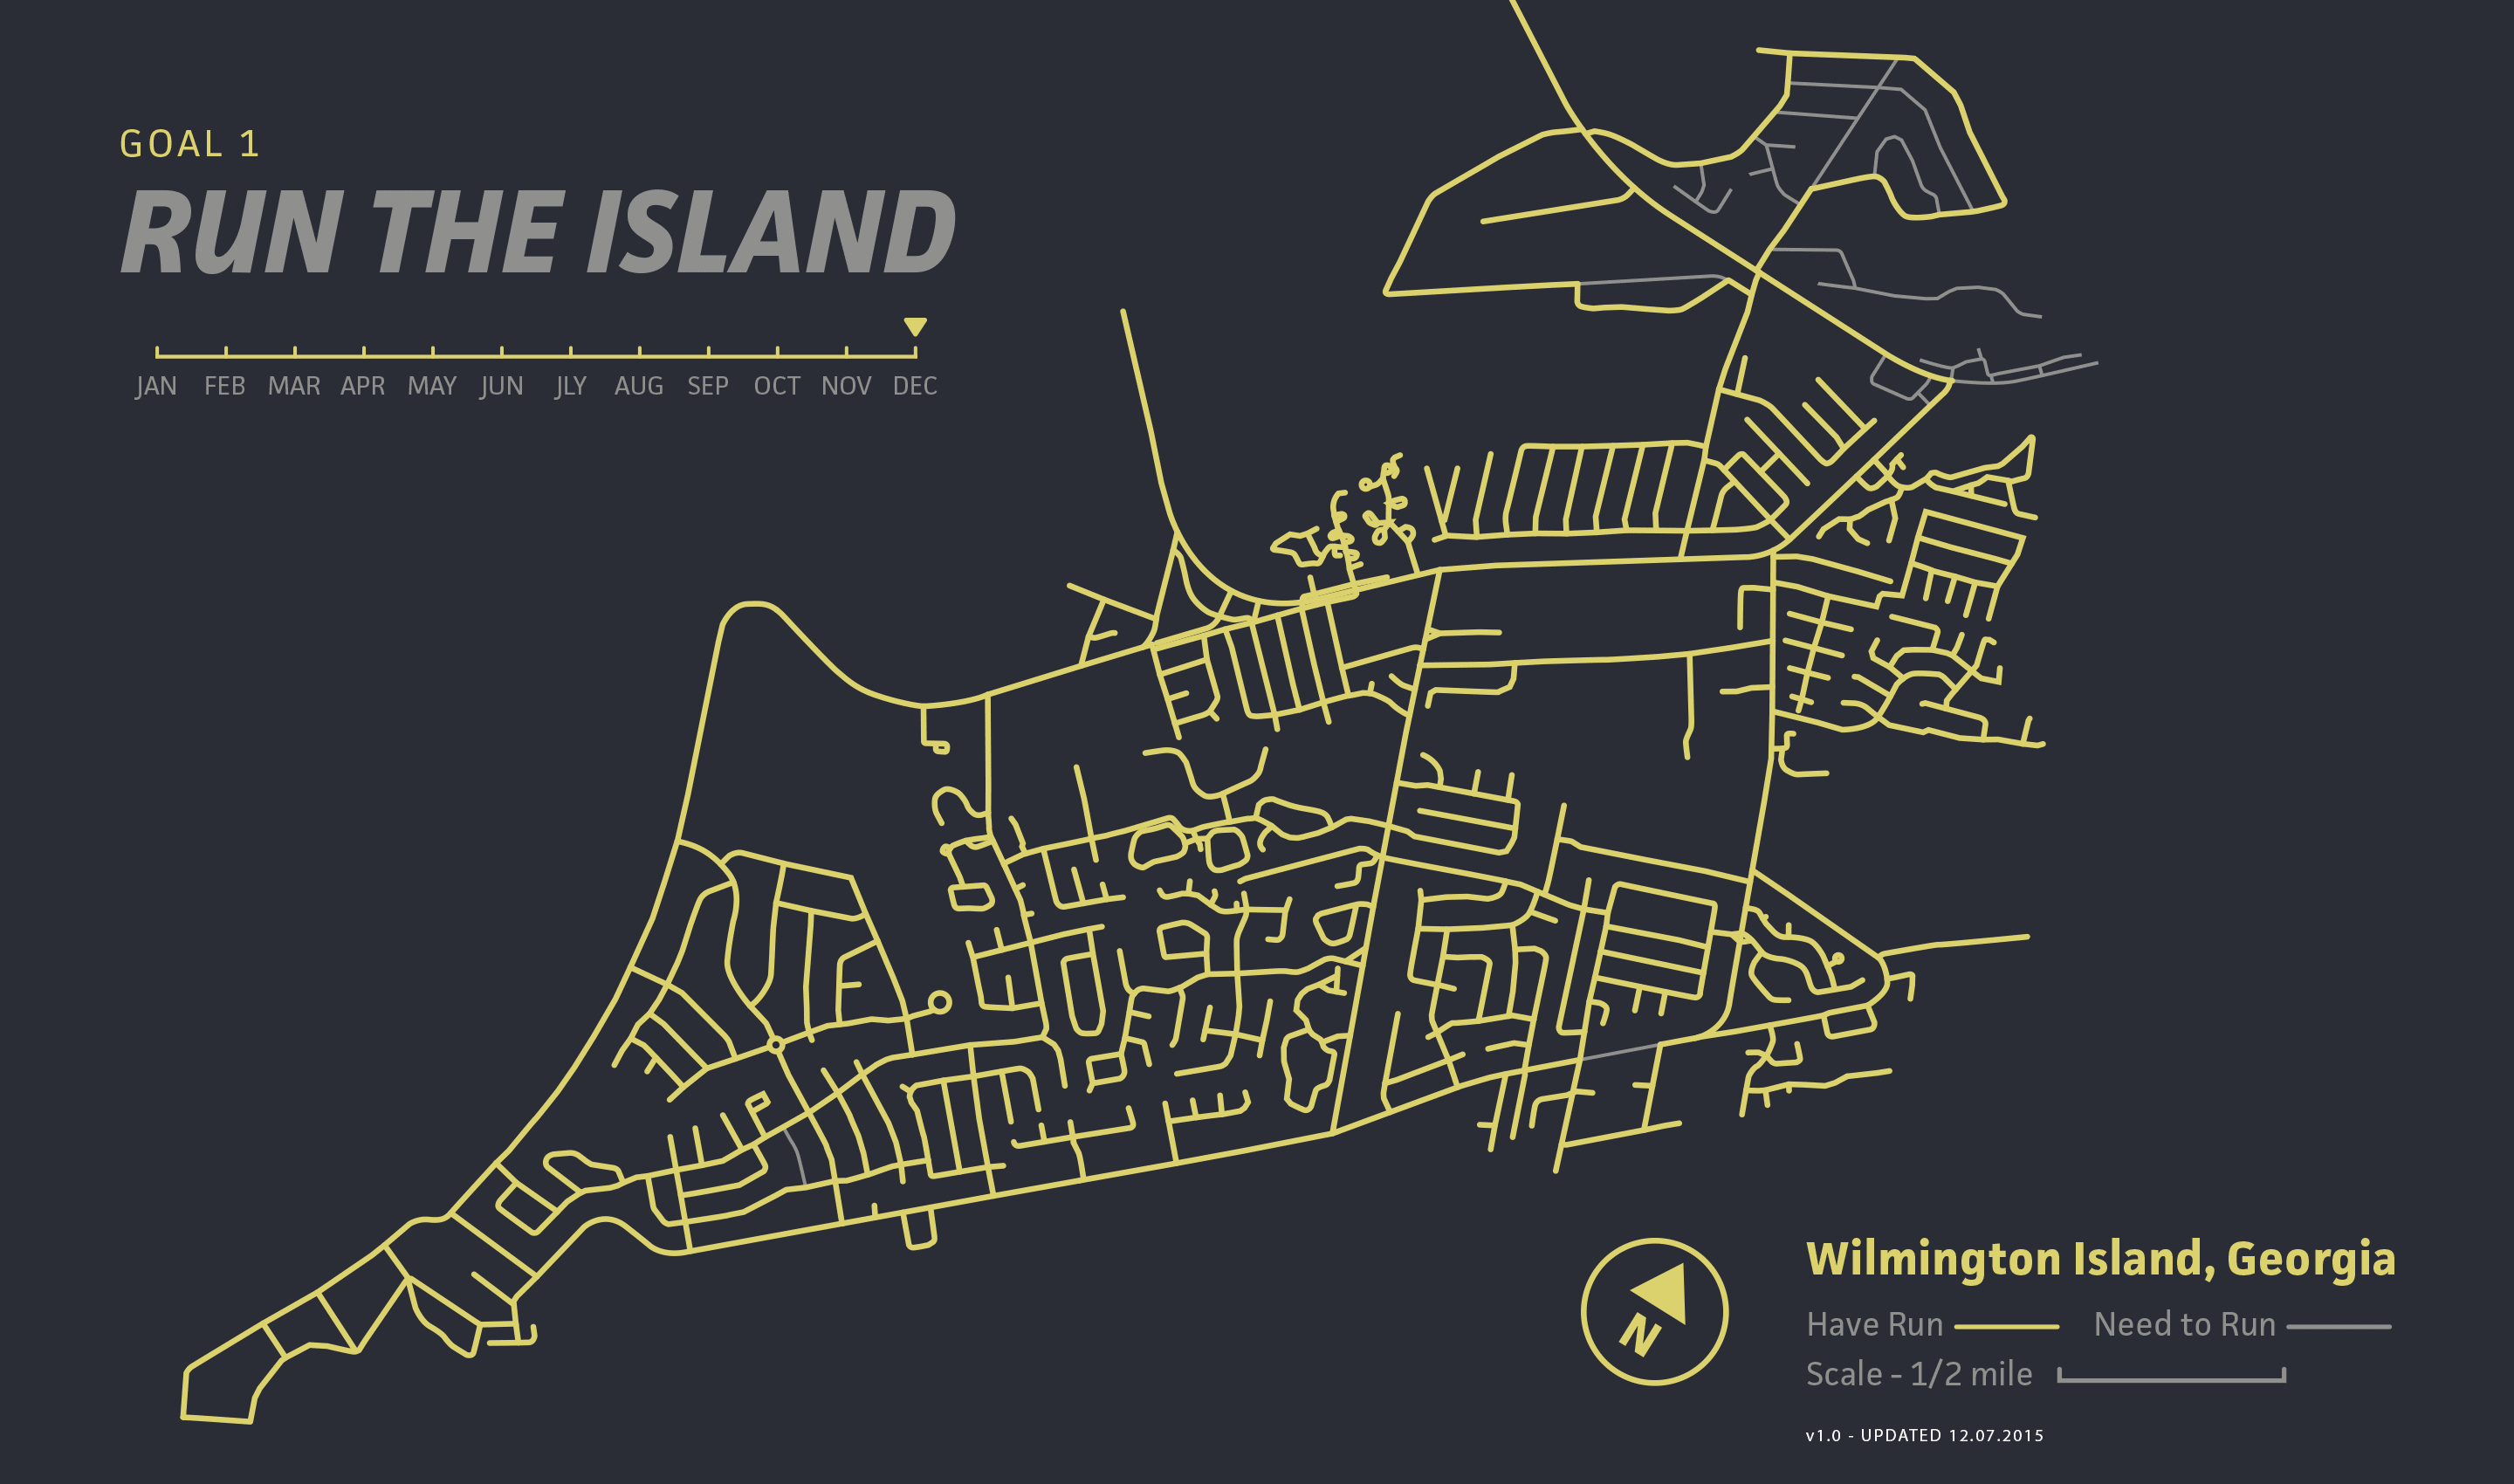 GOAL 1
RUN THE ISLAND
JAN FEB MAR APR MAY JUN JLY AUG SEP OCT NOV DEC
N
Wilmington Island, Georgia
Have Run Need to Run
Scale - 1/2 mile
v1.0 - UPDATED 12.07.2015